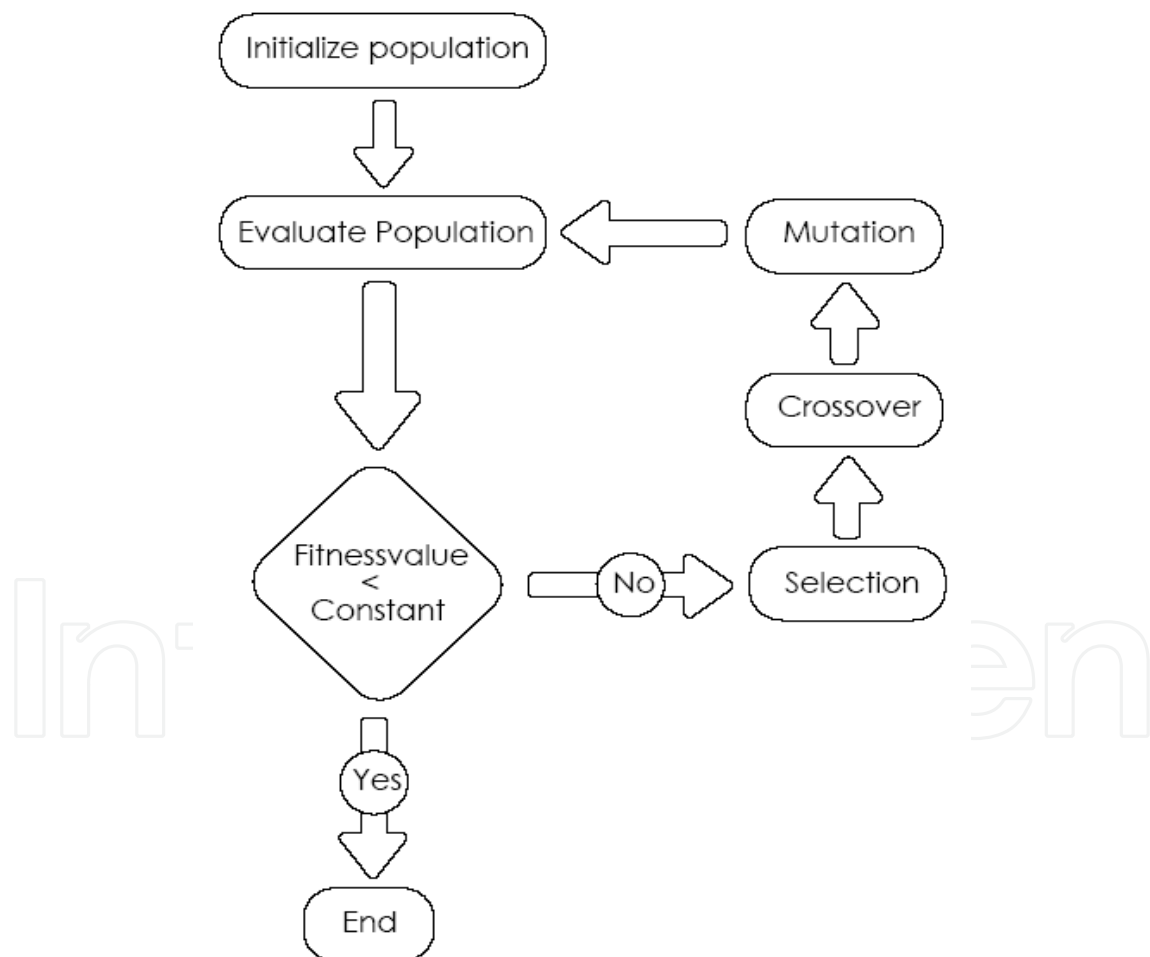 Initialize population
Evaluate Population
Mutation
Crossover
Fitnessvalue
<
Constant
No
Selection
Yes
End